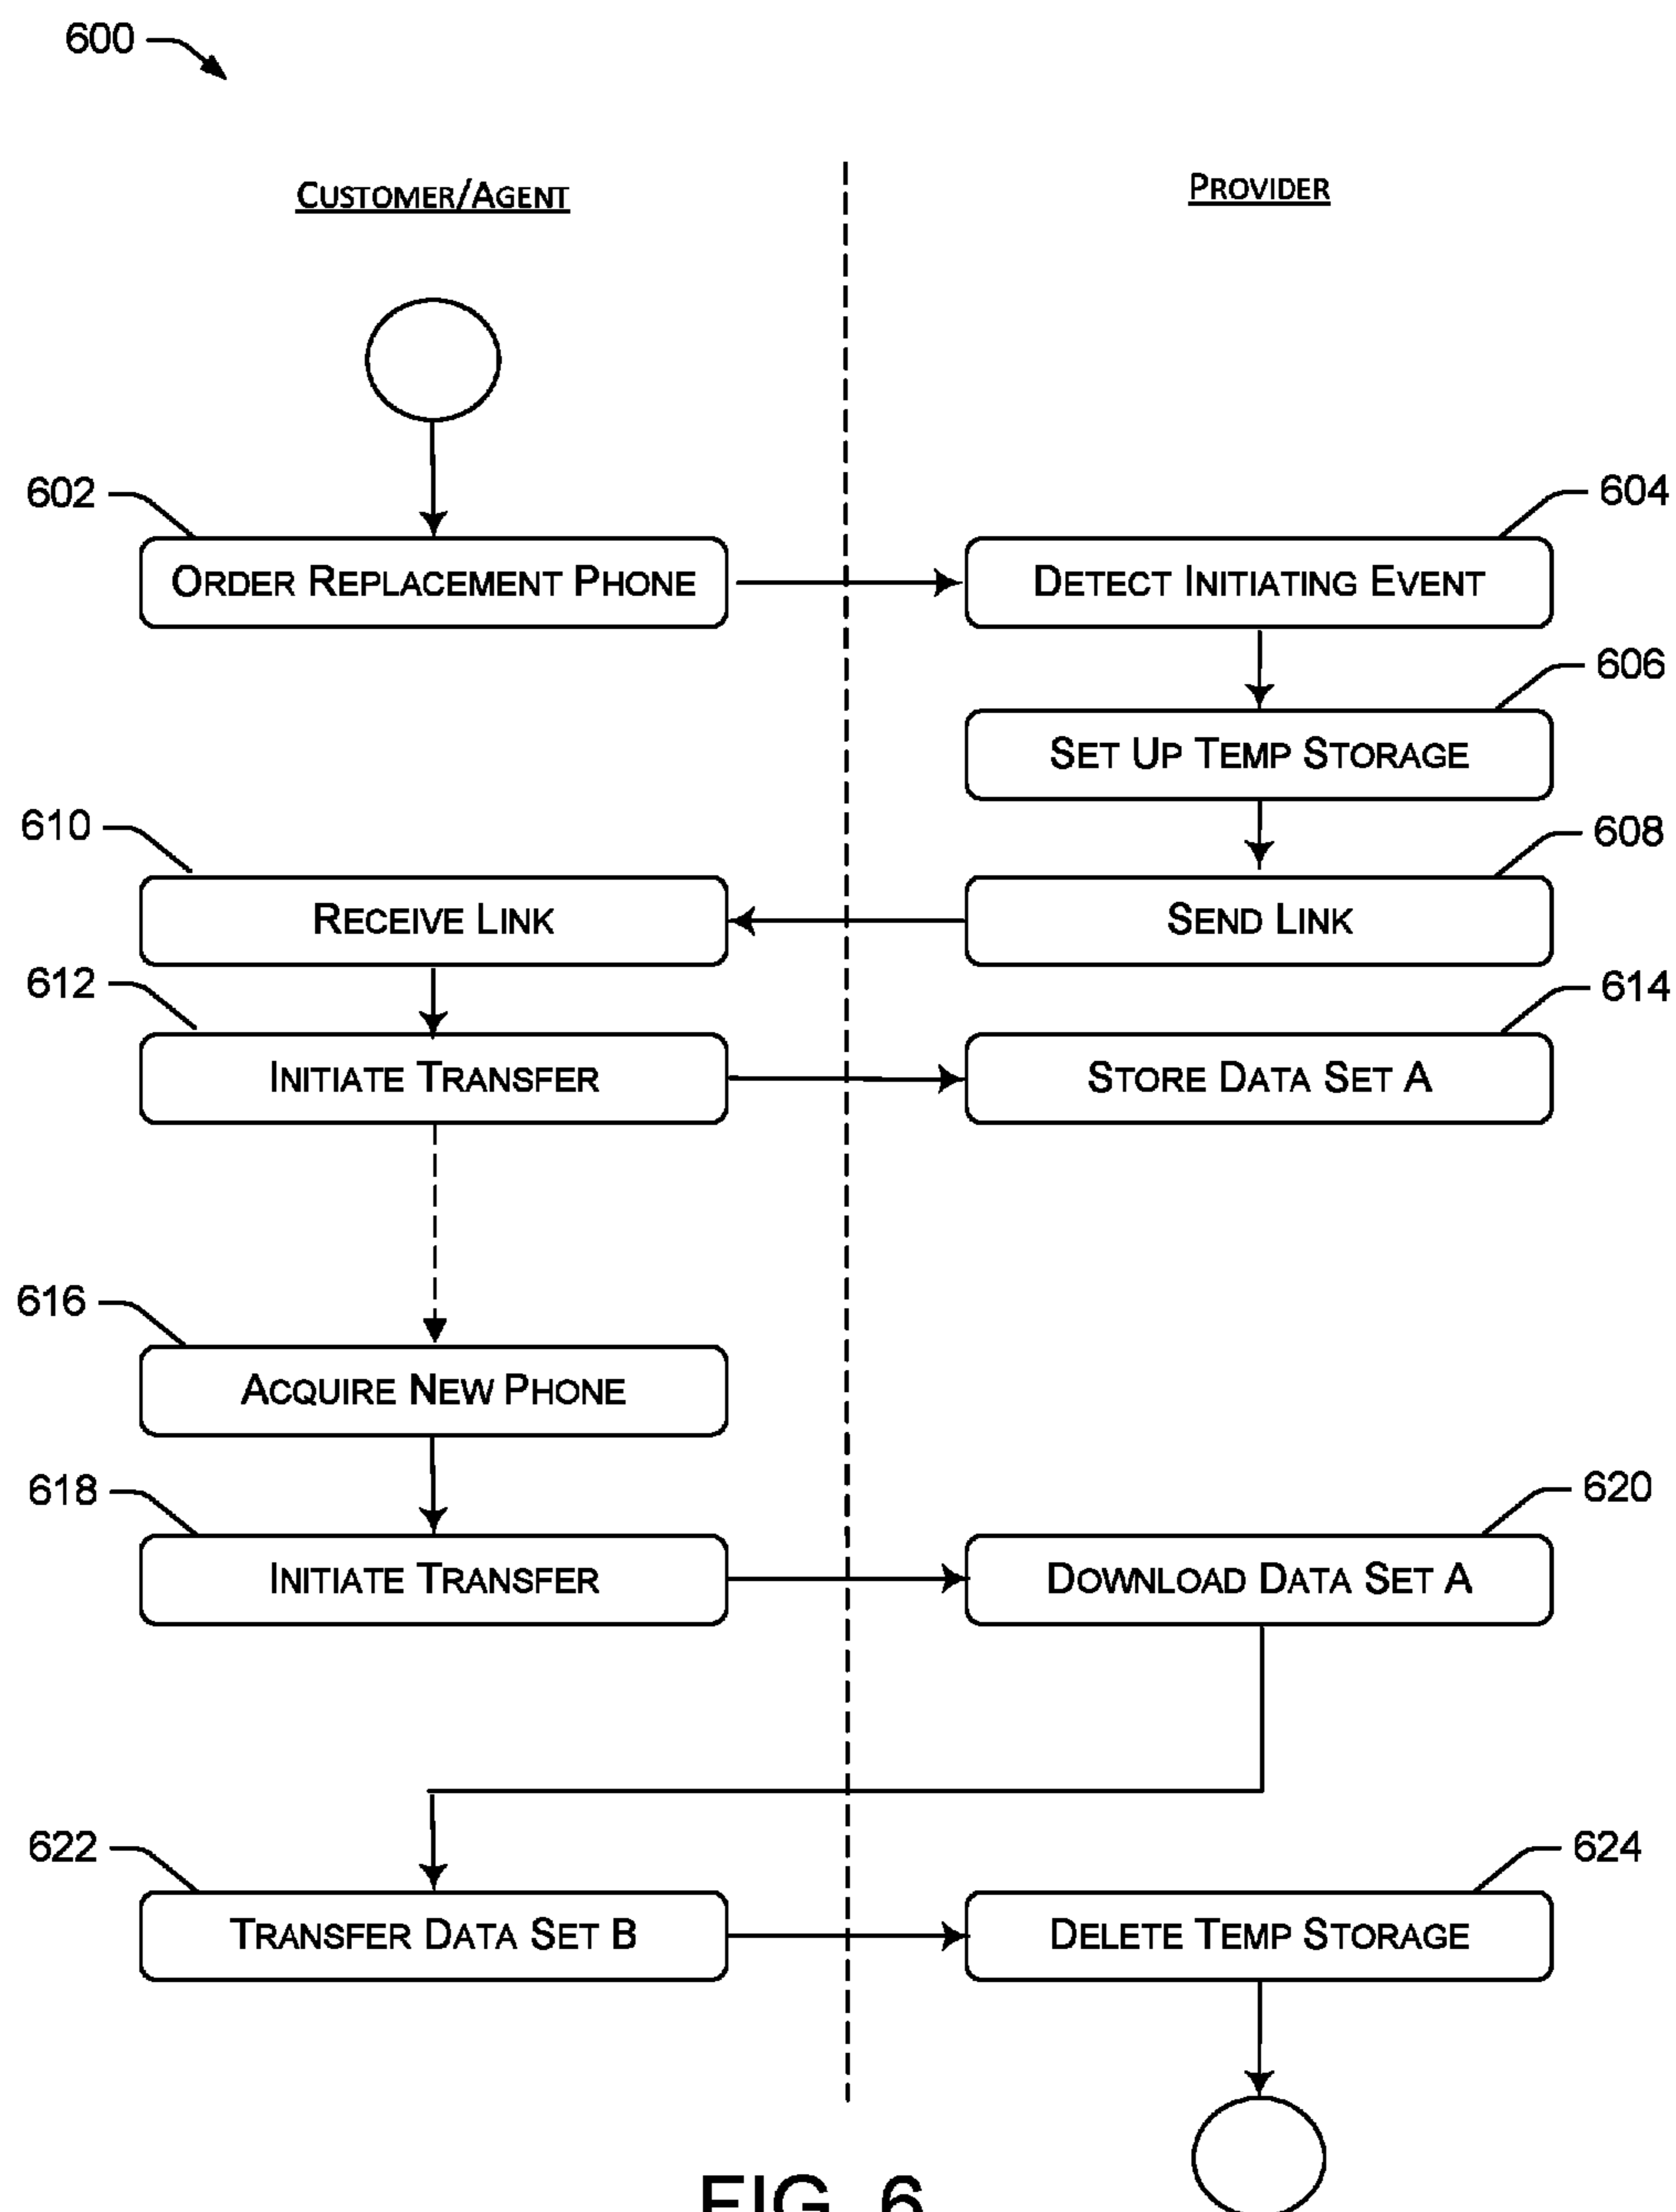 600
CUSTOMER/AGENT
PROVIDER
602
604
ORDER REPLACEMENT PHONE
DETECT INITIATING EVENT
606
SET UP TEMP STORAGE
610
608
RECEIVE LINK
SEND LINK
612
614
INITIATE TRANSFER
STORE DATA SET A
616
ACQUIRE NEW PHONE
618
620
INITIATE TRANSFER
DOWNLOAD DATA SET A
622
624
TRANSFER DATA SET B
DELETE TEMP STORAGE
FIG. 6